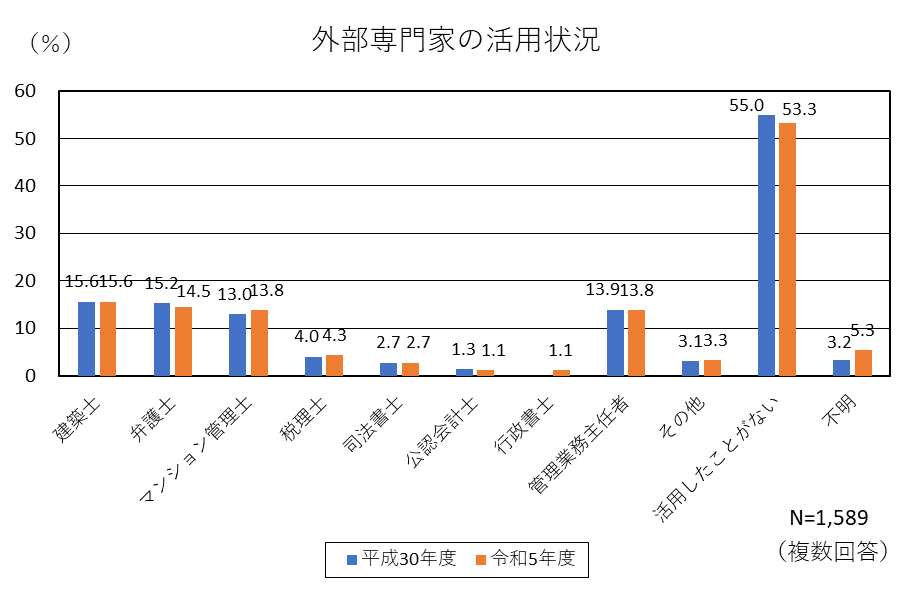 外部専門家の活用状況
（%）
60
50
40
30
20
10
0
15.6 15.6
15.2 14.5
13.0 13.8
4.0 4.3
2.7 2.7
1.3 1.1
1.1
13.9 13.8
3.1 3.3
55.0 53.3
3.2 5.3
建築士
弁護士
マンション管理士
税理士
司法書士
公認会計士
行政書士
管理業務主任者
その他
活用したことがない
不明
N=1,589
（複数回答）
平成30年度 令和5年度